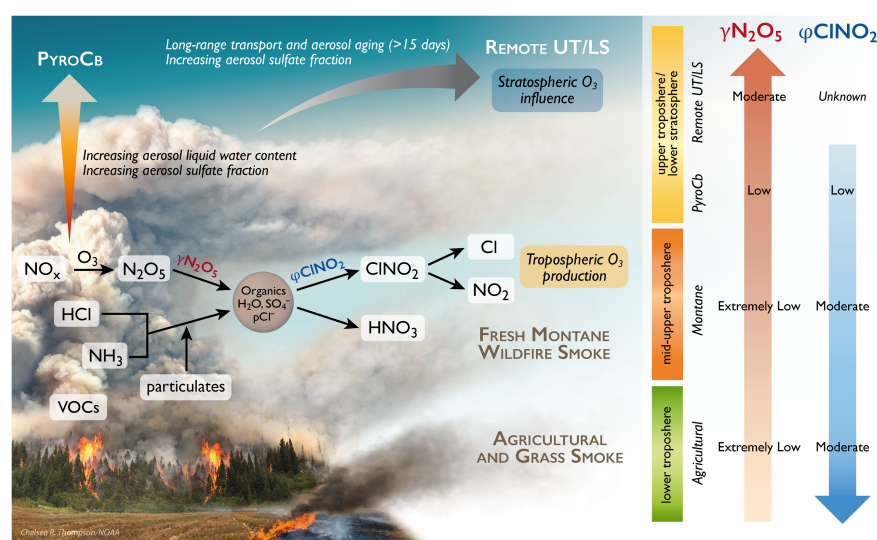 PYROCB
Long-range transport and aerosol aging (>15 days)
Increasing aerosol sulfate fraction
REMOTE UT/LS
Stratospheric O₃
influence
Increasing aerosol liquid water content
Increasing aerosol sulfate fraction
NOₓ
O₃
N₂O₅
γN₂O₅
Organics
H₂O, SO₄⁻
pCl⁻
φClNO₂
ClNO₂
Cl
NO₂
HNO₃
Tropospheric O₃
production
HCl
NH₃
particulates
VOCs
FRESH MONTANE
WILDFIRE SMOKE
AGRICULTURAL
AND GRASS SMOKE
Chelsea R. Thompson/NOAA
γN₂O₅
φClNO₂
upper troposhere/
lower stratosphere
Remote UT/LS
Moderate
Unknown
PyroCb
Low
Low
mid-upper troposhere
Montane
Extremely Low
Moderate
lower troposhere
Agricultural
Extremely Low
Moderate